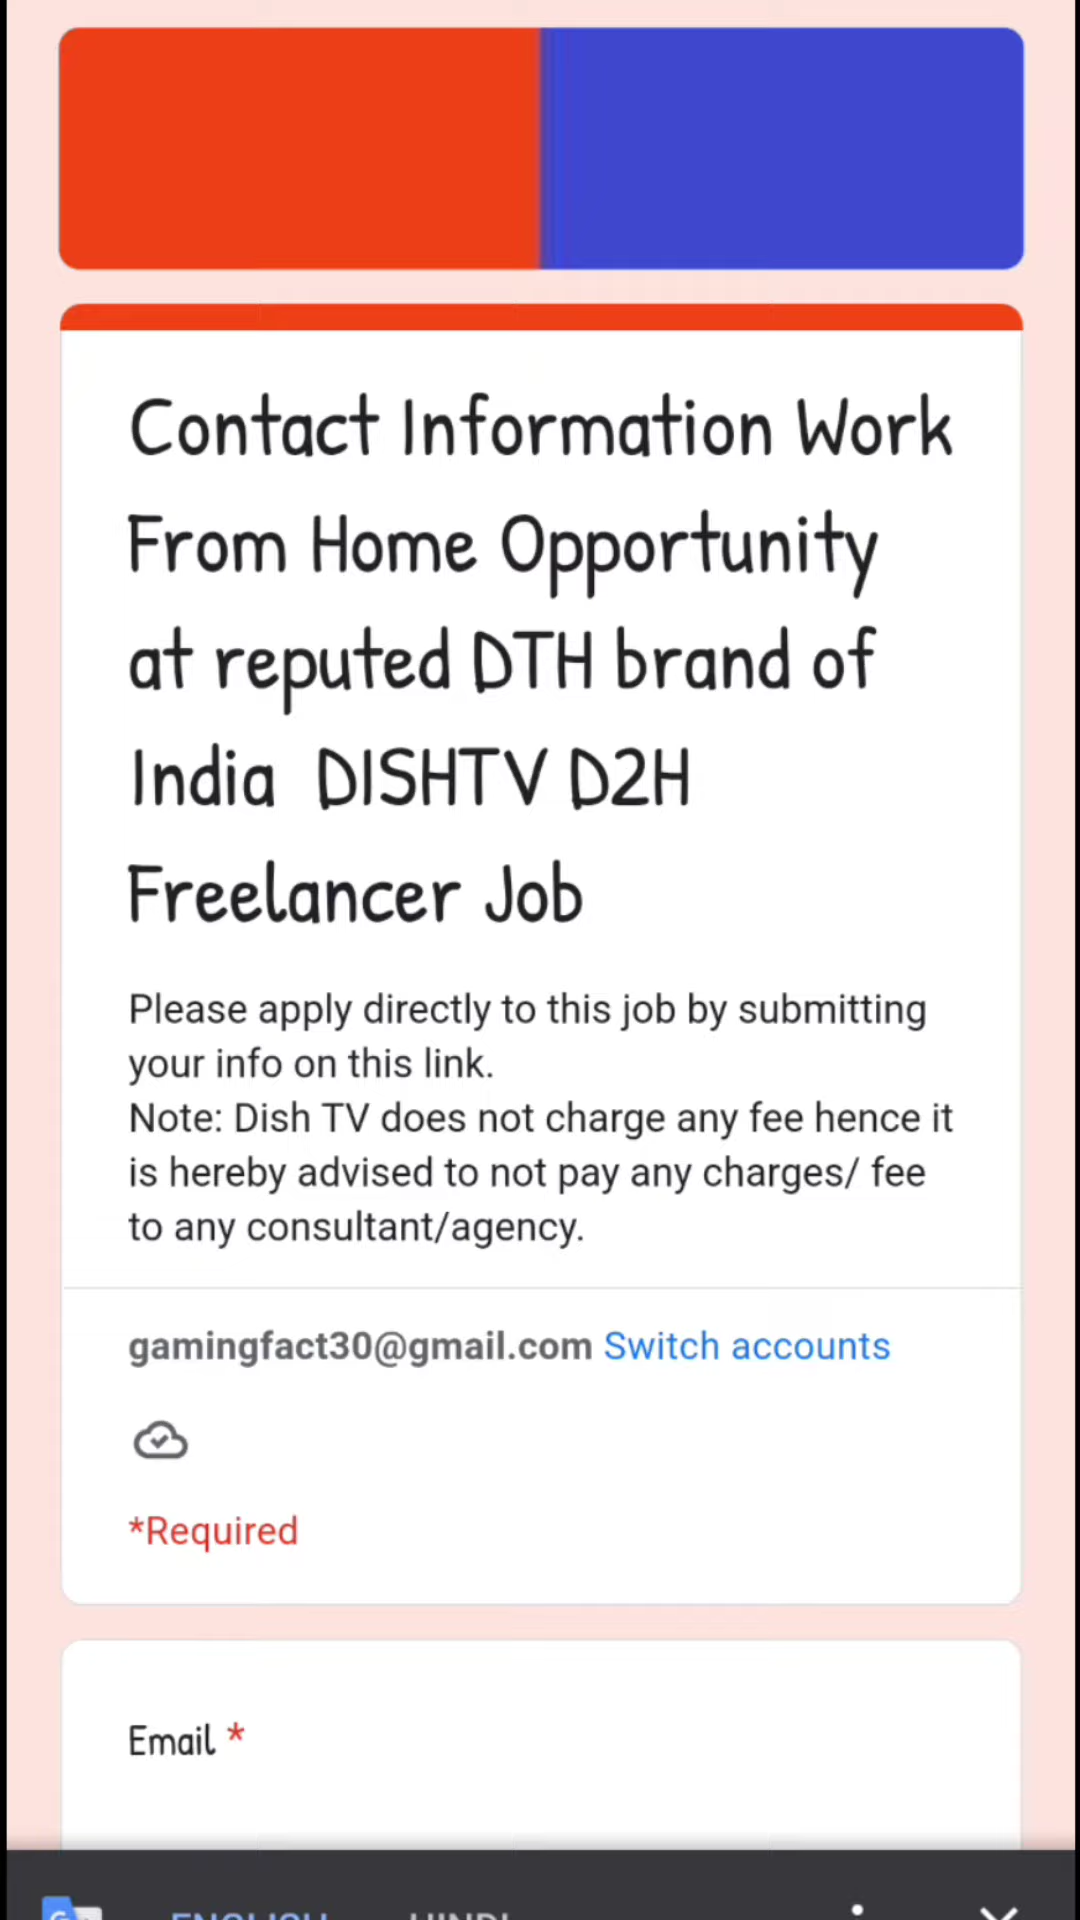 Contact Information Work
From Home Opportunity
at reputed DTH brand of
India DISHTV D2H
Freelancer Job
Please apply directly to this job by submitting
your info on this link.
Note: Dish TV does not charge any fee hence it
is hereby advised to not pay any charges/ fee
to any consultant/agency.
gamingfact30@gmail.com Switch accounts
*Required
Email *
ENGLISH HINDI